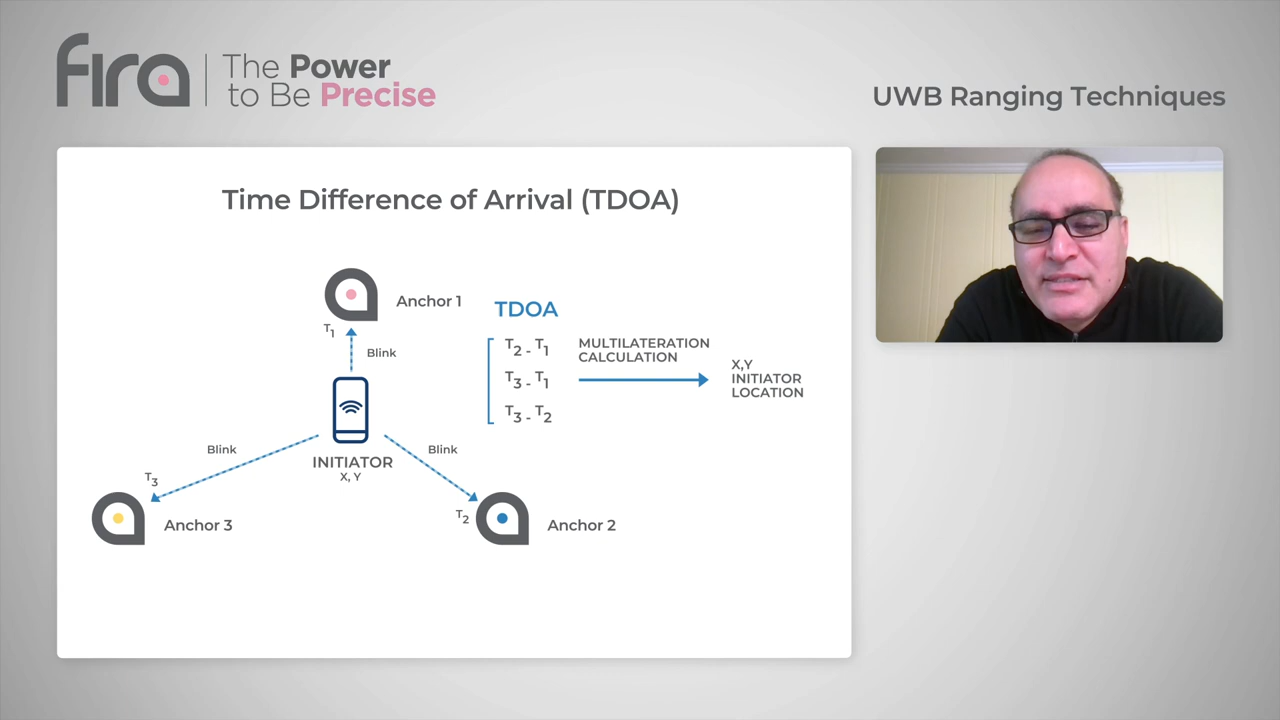 fira
The Power
to Be Precise
UWB Ranging Techniques
Time Difference of Arrival (TDOA)
Anchor 1
T1
Blink
TDOA
T2 - T1
T3 - T1
T3 - T2
MULTILATERATION
CALCULATION
X,Y
INITIATOR
LOCATION
Blink
Blink
INITIATOR
X, Y
T3
Anchor 3
T2
Anchor 2